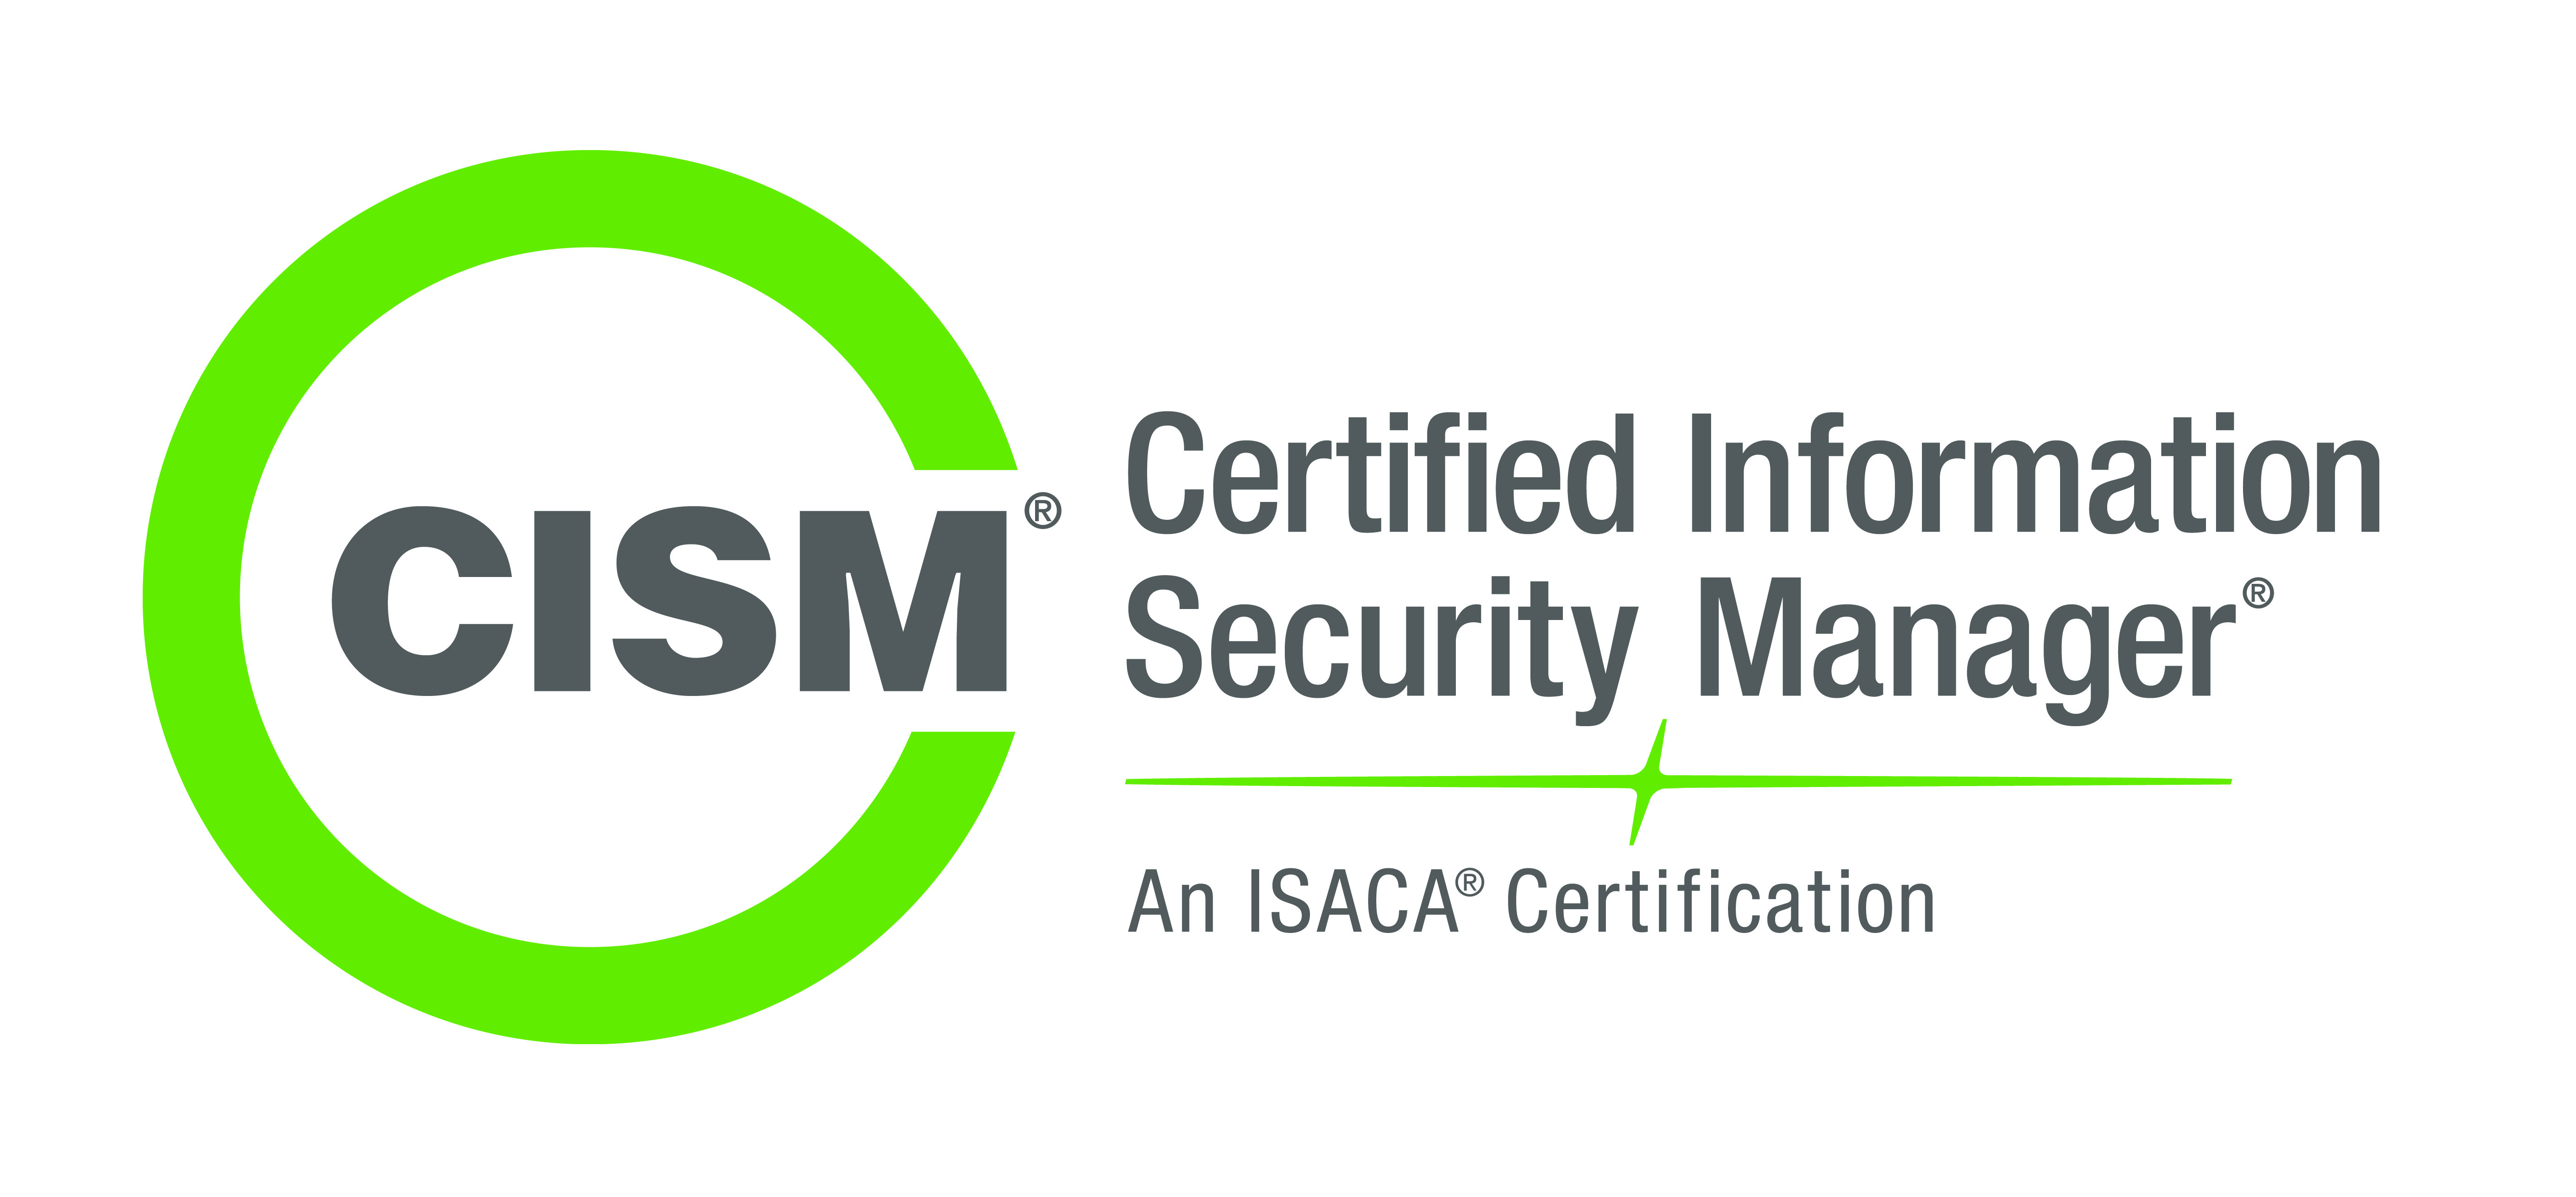 CISM®
Certified Information
Security Manager®
An ISACA® Certification